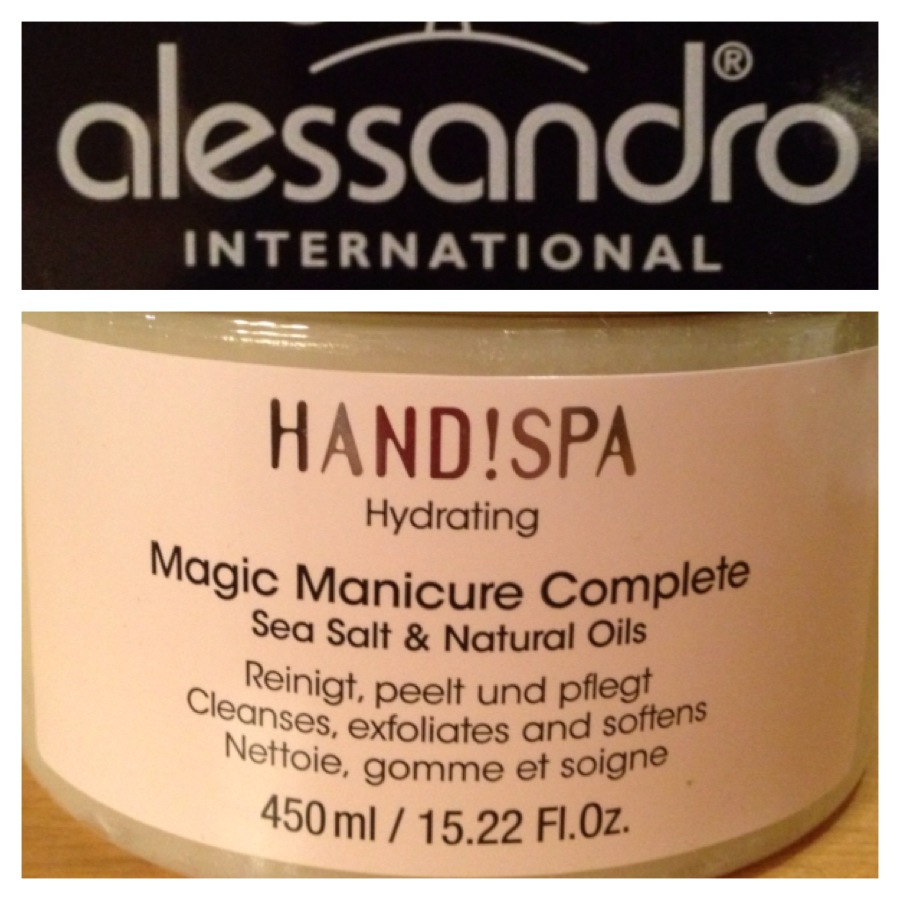 alessandro®
INTERNATIONAL
HAND!SPA
Hydrating
Magic Manicure Complete
Sea Salt & Natural Oils
Reinigt, peelt und pflegt
Cleanses, exfoliates and softens
Nettoie, gomme et soigne
450 ml / 15.22 Fl.Oz.